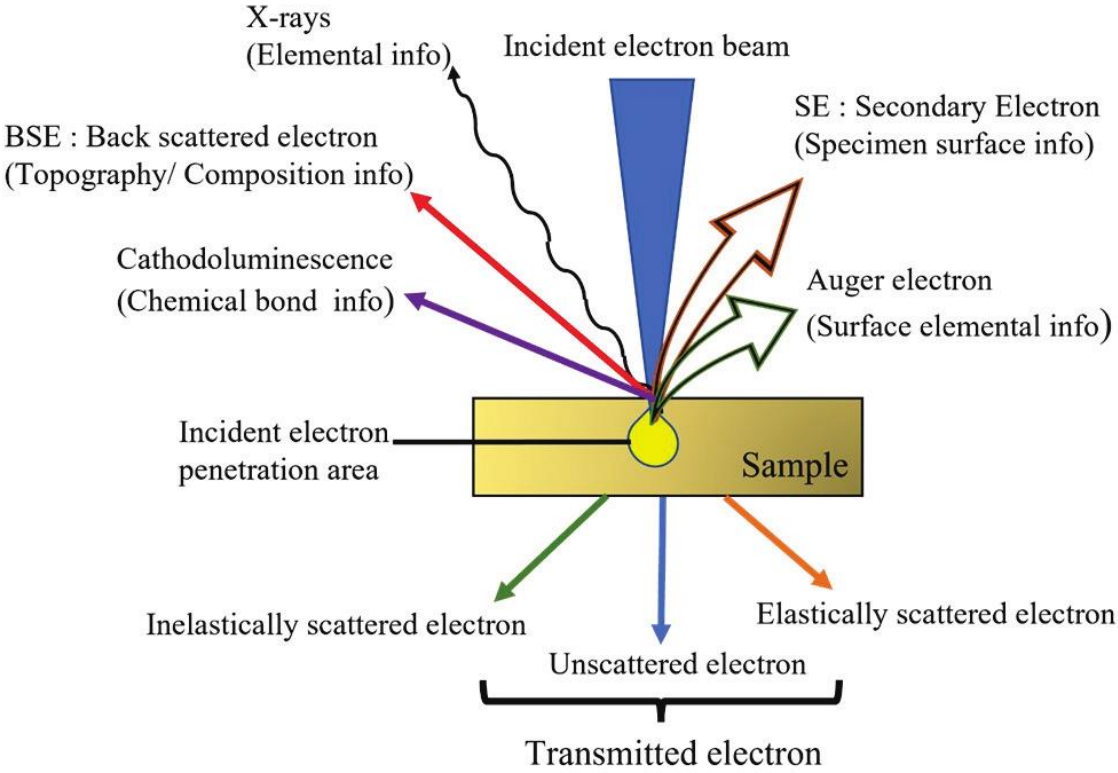 X-rays
(Elemental info)
Incident electron beam
SE : Secondary Electron
(Specimen surface info)
BSE : Back scattered electron
(Topography/ Composition info)
Cathodoluminescence
(Chemical bond  info)
Auger electron
(Surface elemental info)
Incident electron
penetration area
Sample
Inelastically scattered electron
Elastically scattered electron
Unscattered electron
Transmitted electron